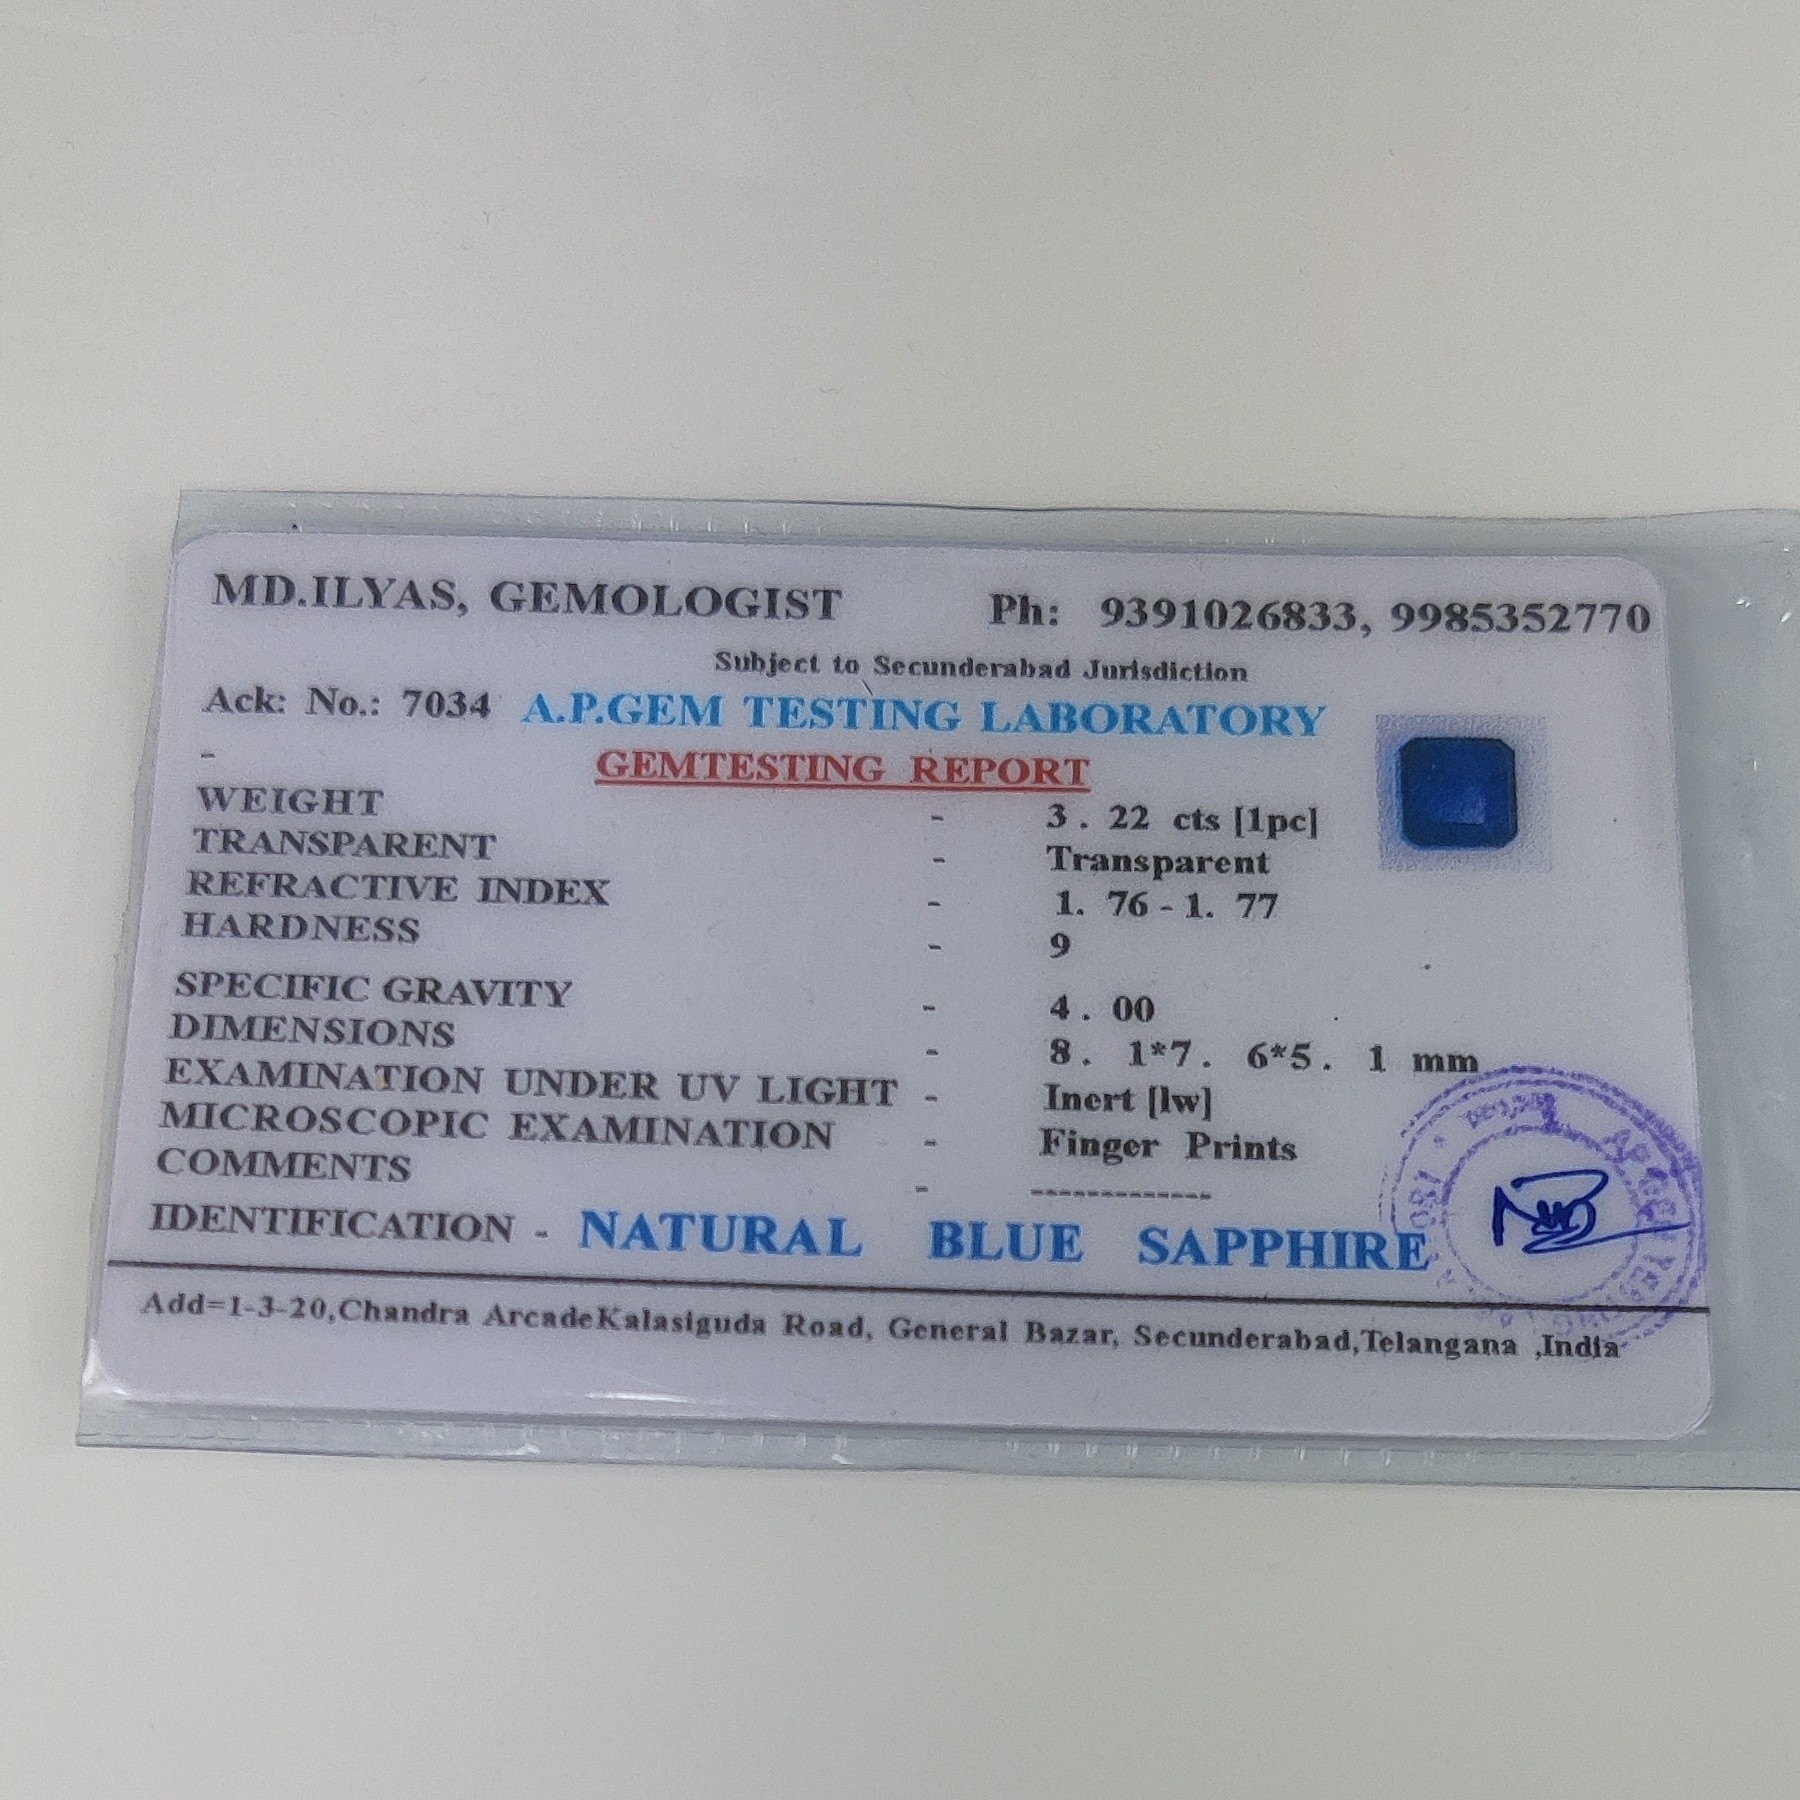 MD.ILYAS, GEMOLOGIST Ph: 9391026833, 9985352770
Subject to Secunderabad Jurisdiction
Ack: No.: 7034 A.P.GEM TESTING LABORATORY
-
GEMTESTING REPORT
WEIGHT - 3 . 22 cts [1pc]
TRANSPARENT - Transparent
REFRACTIVE INDEX - 1. 76 - 1. 77
HARDNESS - 9
SPECIFIC GRAVITY - 4 . 00
DIMENSIONS - 8 . 1*7 . 6*5 . 1 mm
EXAMINATION UNDER UV LIGHT - Inert [lw]
MICROSCOPIC EXAMINATION - Finger Prints
COMMENTS - -------------
IDENTIFICATION - NATURAL BLUE SAPPHIRE
Add=1-3-20,Chandra ArcadeKalasiguda Road, General Bazar, Secunderabad,Telangana ,India